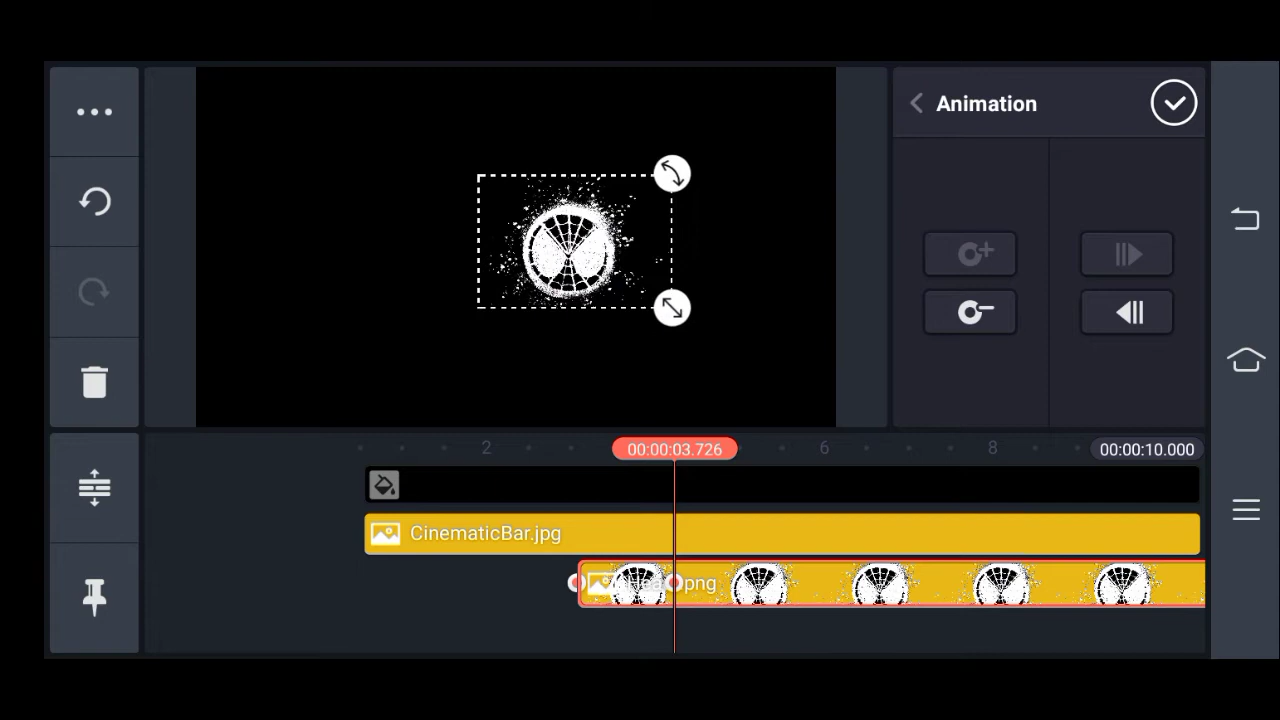 Animation
2
00:00:03.726
6
8
00:00:10.000
CinematicBar.jpg
png